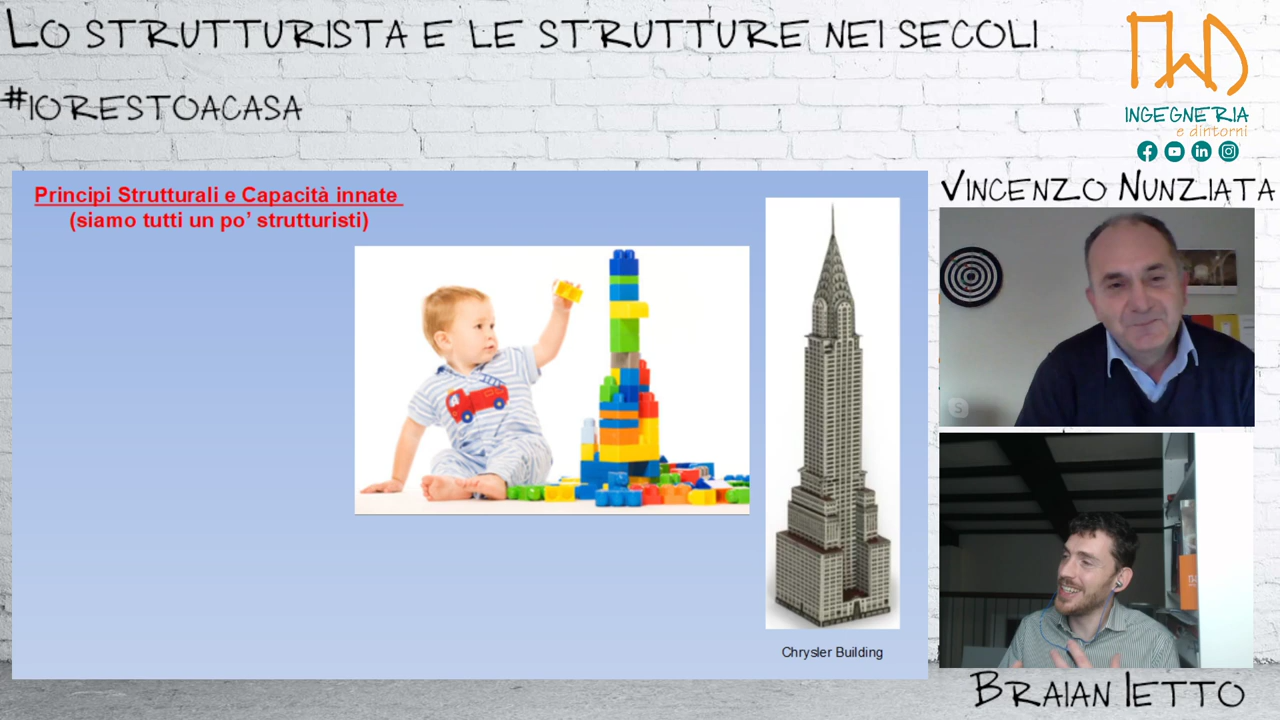 LO STRUTTURISTA E LE STRUTTURE NEI SECOLI
#IORESTOACASA
INGEGNERIA
e dintorni
Principi Strutturali e Capacità innate
(siamo tutti un po' strutturisti)
Chrysler Building
VINCENZO NUNZIATA
BRAIAN IETTO